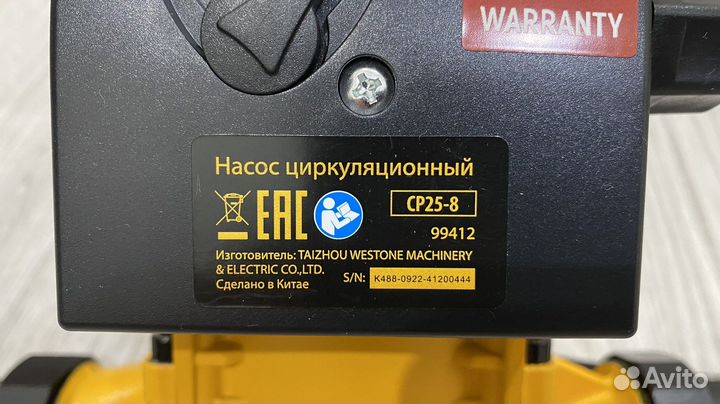 WARRANTY
Насос циркуляционный
EAC
CP25-8
99412
Изготовитель: TAIZHOU WESTONE MACHINERY
& ELECTRIC CO.,LTD.
S/N: K488-0922-41200444
Сделано в Китае
Avito